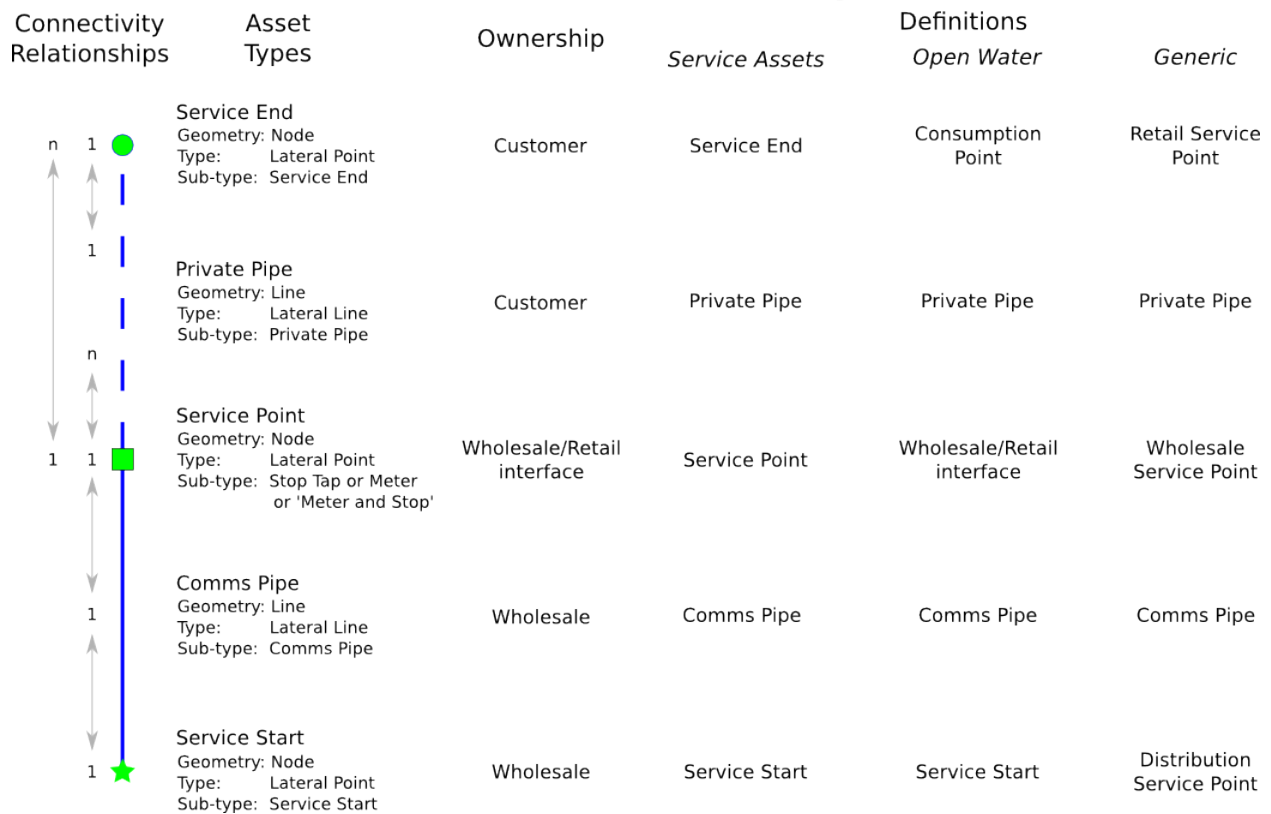 Connectivity
Relationships
Asset
Types
Ownership
Definitions
Service Assets
Open Water
Generic
n 1
Service End
Geometry: Node
Type: Lateral Point
Sub-type: Service End
Customer
Service End
Consumption
Point
Retail Service
Point
1
Private Pipe
Geometry: Line
Type: Lateral Line
Sub-type: Private Pipe
Customer
Private Pipe
Private Pipe
Private Pipe
n
Service Point
Geometry: Node
Type: Lateral Point
Sub-type: Stop Tap or Meter
or 'Meter and Stop'
1 1
Wholesale/Retail
interface
Service Point
Wholesale/Retail
interface
Wholesale
Service Point
Comms Pipe
Geometry: Line
Type: Lateral Line
Sub-type: Comms Pipe
1
Wholesale
Comms Pipe
Comms Pipe
Comms Pipe
Service Start
Geometry: Node
Type: Lateral Point
Sub-type: Service Start
1
Wholesale
Service Start
Service Start
Distribution
Service Point